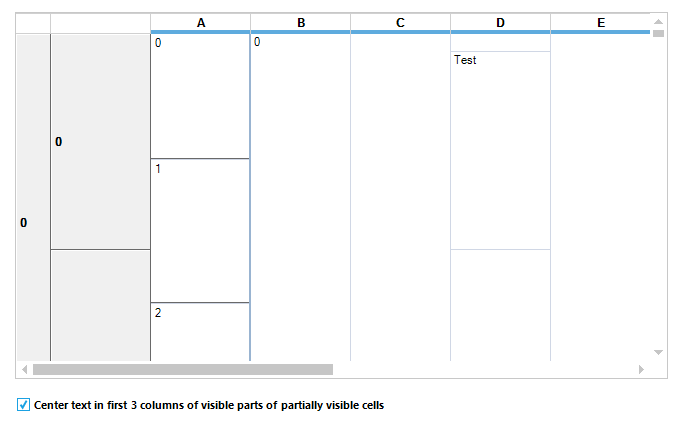 A B C D E
0 0
Test
0
1
0
2
Center text in first 3 columns of visible parts of partially visible cells